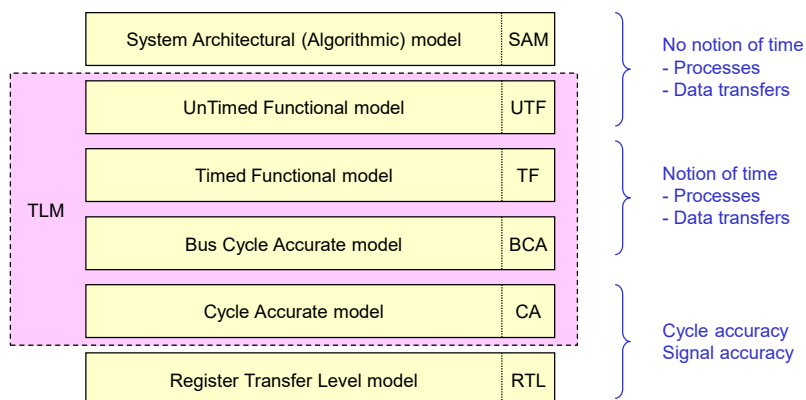 System Architectural (Algorithmic) model SAM
No notion of time
- Processes
- Data transfers
UnTimed Functional model UTF
Timed Functional model TF
Notion of time
- Processes
- Data transfers
TLM
Bus Cycle Accurate model BCA
Cycle Accurate model CA
Cycle accuracy
Signal accuracy
Register Transfer Level model RTL